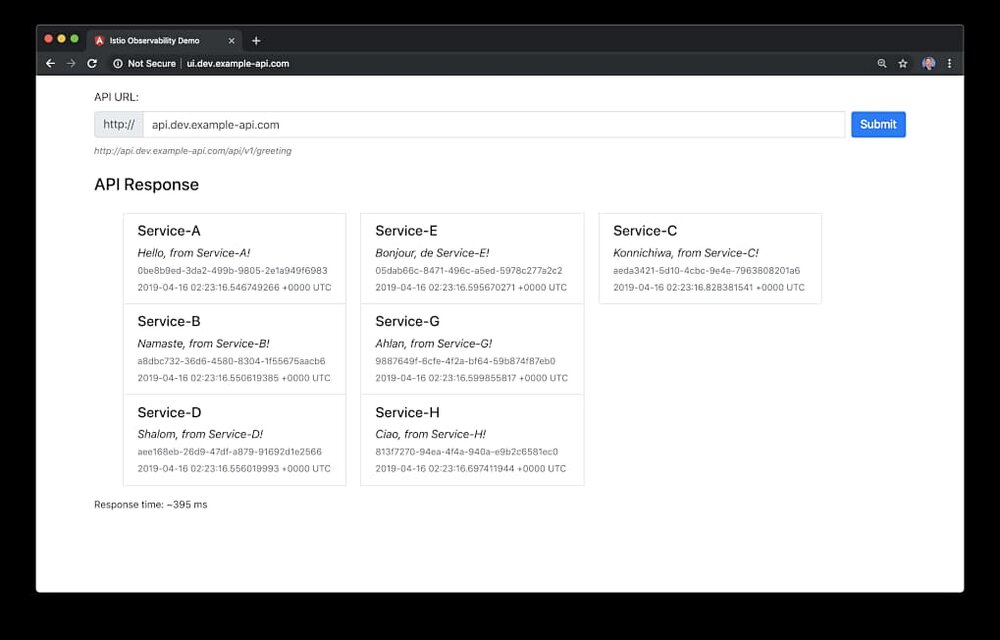 Istio Observability Demo
Not Secure | ui.dev.example-api.com
API URL:
http:// api.dev.example-api.com Submit
http://api.dev.example-api.com/api/v1/greeting
API Response
Service-A
Hello, from Service-A!
0be8b9ed-3da2-499b-9805-2e1a949f6983
2019-04-16 02:23:16.546749266 +0000 UTC
Service-B
Namaste, from Service-B!
a8dbc732-36d6-4580-8304-1f55675aacb6
2019-04-16 02:23:16.550619385 +0000 UTC
Service-D
Shalom, from Service-D!
aee168eb-26d9-47df-a879-91692d1e2566
2019-04-16 02:23:16.556019993 +0000 UTC
Service-E
Bonjour, de Service-E!
05dab66c-8471-496c-a5ed-5978c277a2c2
2019-04-16 02:23:16.595670271 +0000 UTC
Service-G
Ahlan, from Service-G!
9887649f-6cfe-4f2a-bf64-59b874f87eb0
2019-04-16 02:23:16.599855817 +0000 UTC
Service-H
Ciao, from Service-H!
813f7270-94ea-4f4a-940a-e9b2c6581ec0
2019-04-16 02:23:16.697411944 +0000 UTC
Service-C
Konnichiwa, from Service-C!
aeda3421-5d10-4cbc-9e4e-7963808201a6
2019-04-16 02:23:16.828381541 +0000 UTC
Response time: ~395 ms